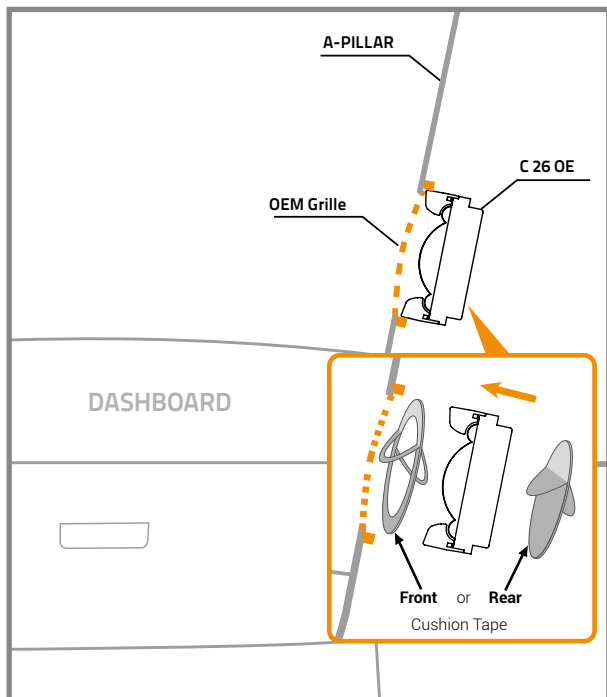 A-PILLAR
C 26 OE
OEM Grille
DASHBOARD
Front or Rear
Cushion Tape